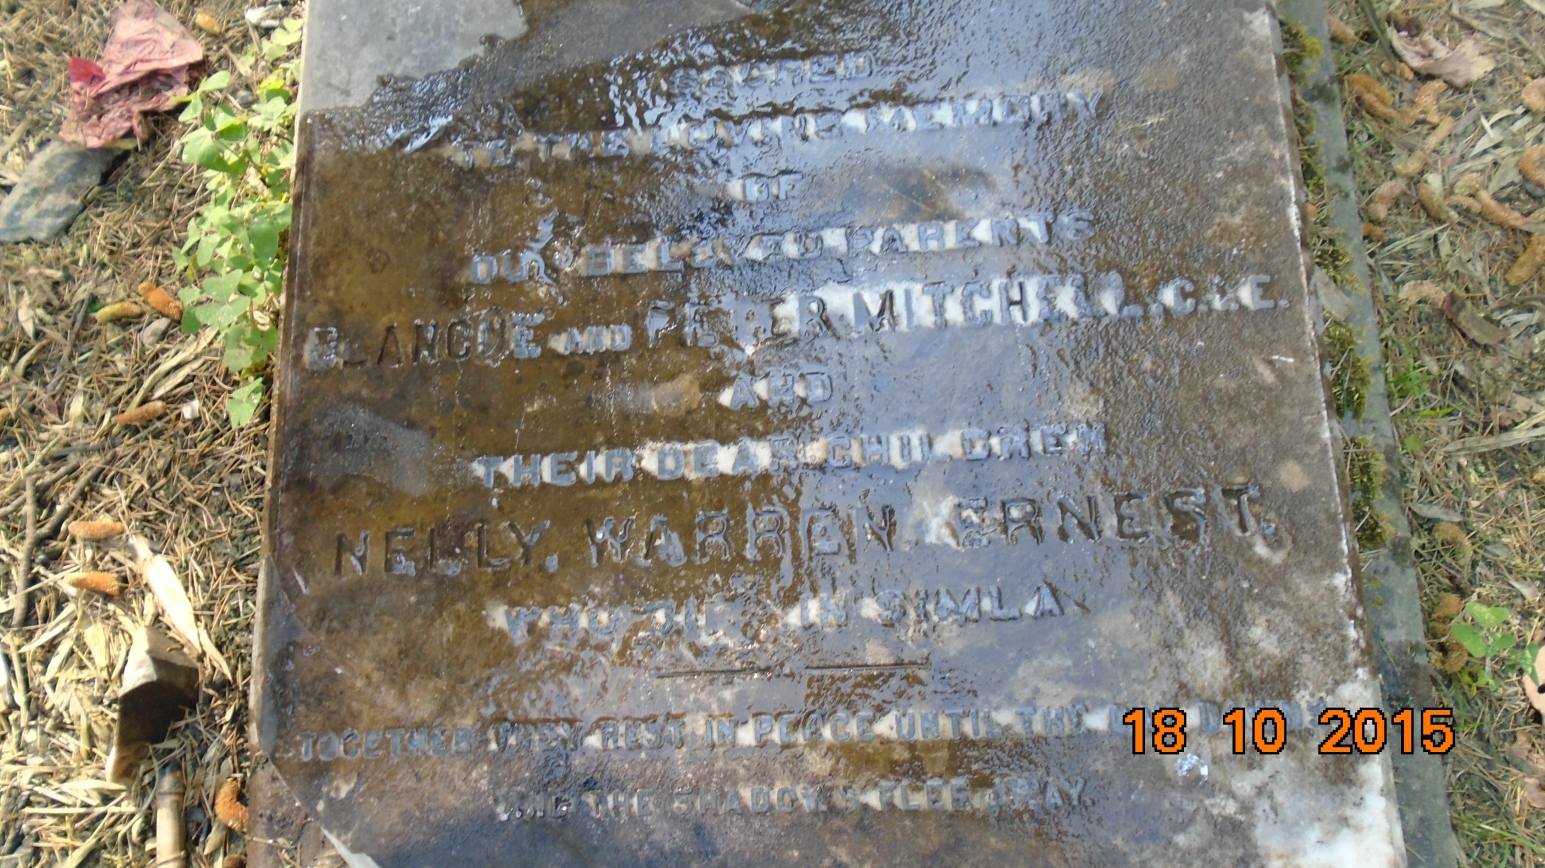 SACRED
TO THE LOVING MEMORY
OF
OUR BELOVED PARENTS
BLANCHE AND PETER MITCHELL, C.I.E.
AND
THEIR DEAR CHILDREN
NELLY, WARREN, ERNEST.
WHO DIED IN SIMLA
TOGETHER THEY REST IN PEACE UNTIL THE
AND THE SHADOWS FLEE AWAY
18 10 2015